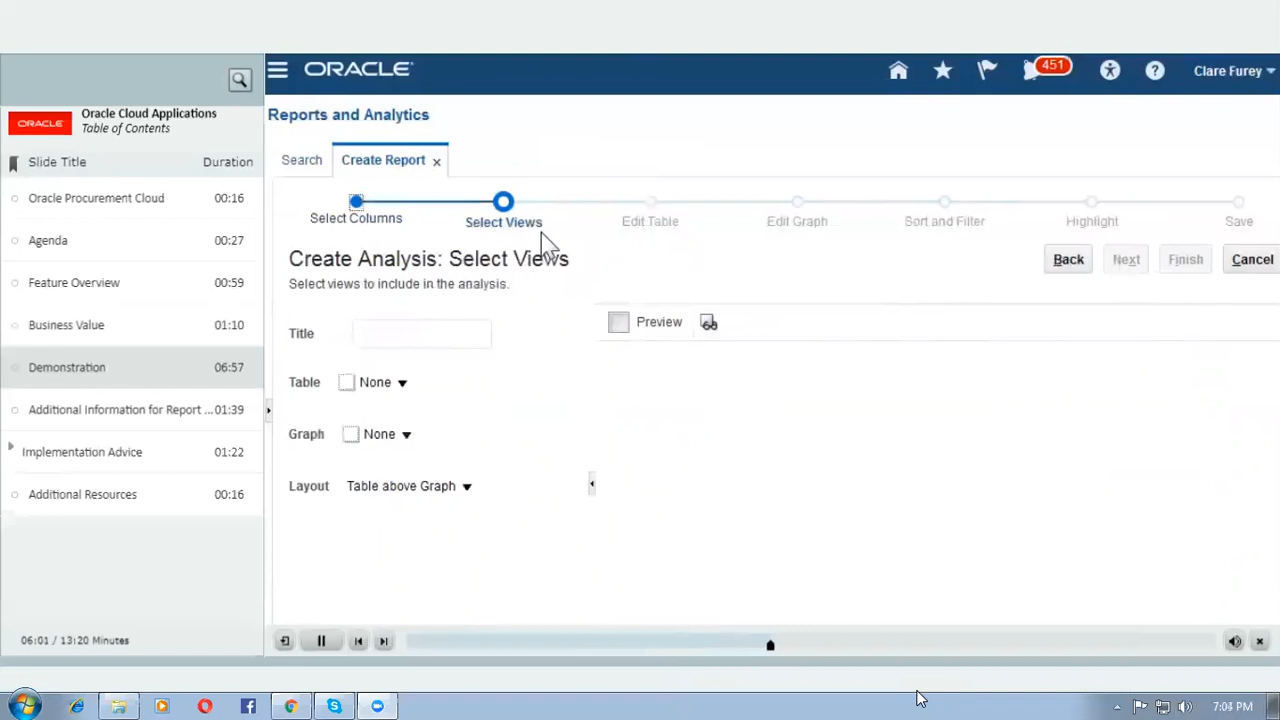 ORACLE
451
Clare Furey
ORACLE
Oracle Cloud Applications
Table of Contents
Slide Title Duration
Oracle Procurement Cloud 00:16
Agenda 00:27
Feature Overview 00:59
Business Value 01:10
Demonstration 06:57
Additional Information for Report ... 01:39
Implementation Advice 01:22
Additional Resources 00:16
06:01 / 13:20 Minutes
Reports and Analytics
Search
Create Report
Select Columns
Select Views
Edit Table
Edit Graph
Sort and Filter
Highlight
Save
Create Analysis: Select Views
Back
Next
Finish
Cancel
Select views to include in the analysis.
Title
Preview
Table None
Graph None
Layout Table above Graph
7:04 PM